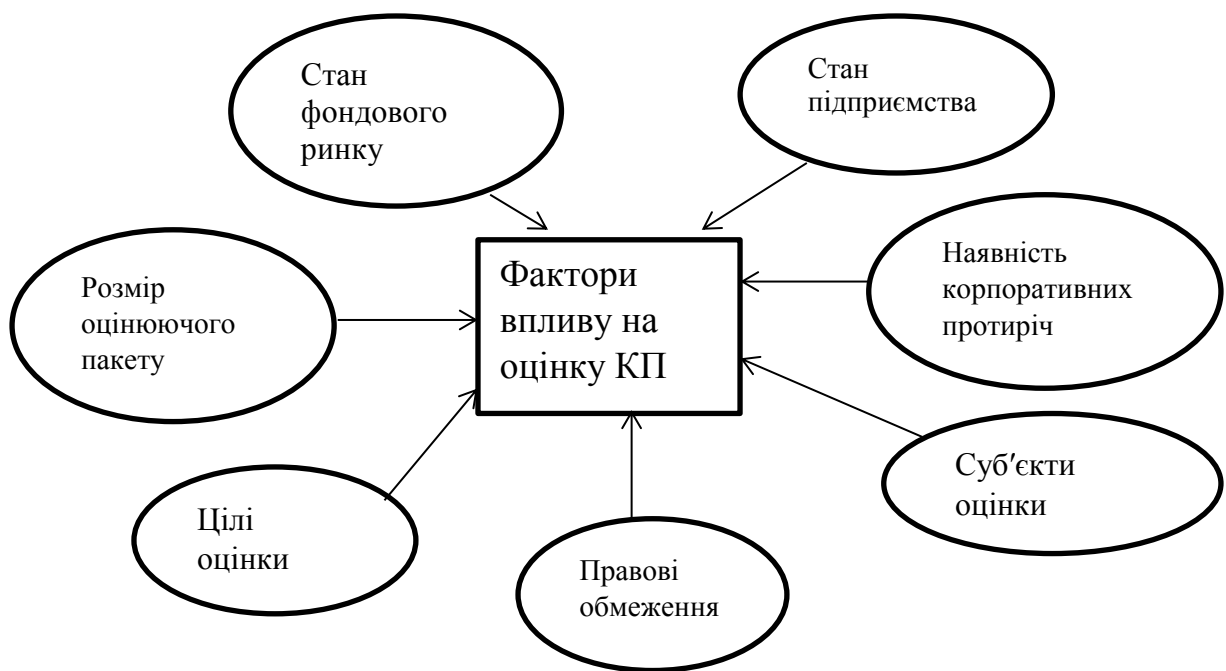 Стан
фондового
ринку
Стан
підприємства
Розмір
оцінюючого
пакету
Фактори
впливу на
оцінку КП
Наявність
корпоративних
протиріч
Цілі
оцінки
Правові
обмеження
Суб′єкти
оцінки